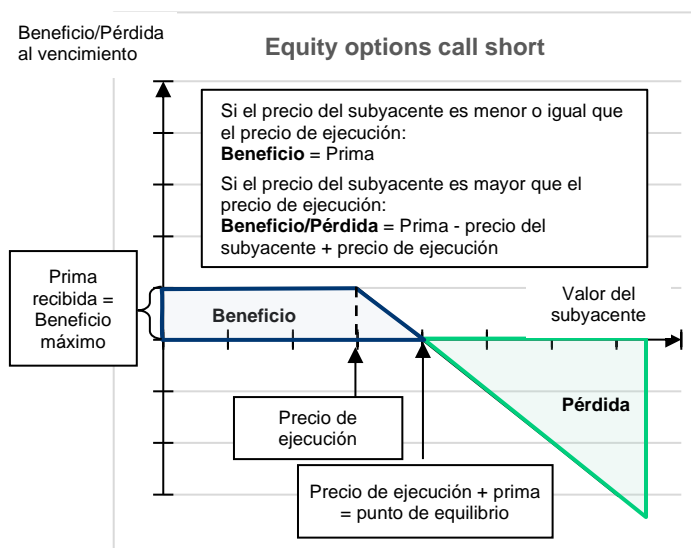 Beneficio/Pérdida
al vencimiento
Equity options call short
Si el precio del subyacente es menor o igual que
el precio de ejecución:
Beneficio = Prima
Si el precio del subyacente es mayor que el
precio de ejecución:
Beneficio/Pérdida = Prima - precio del
subyacente + precio de ejecución
Prima
recibida =
Beneficio
máximo
Beneficio
Valor del
subyacente
Pérdida
Precio de
ejecución
Precio de ejecución + prima
= punto de equilibrio